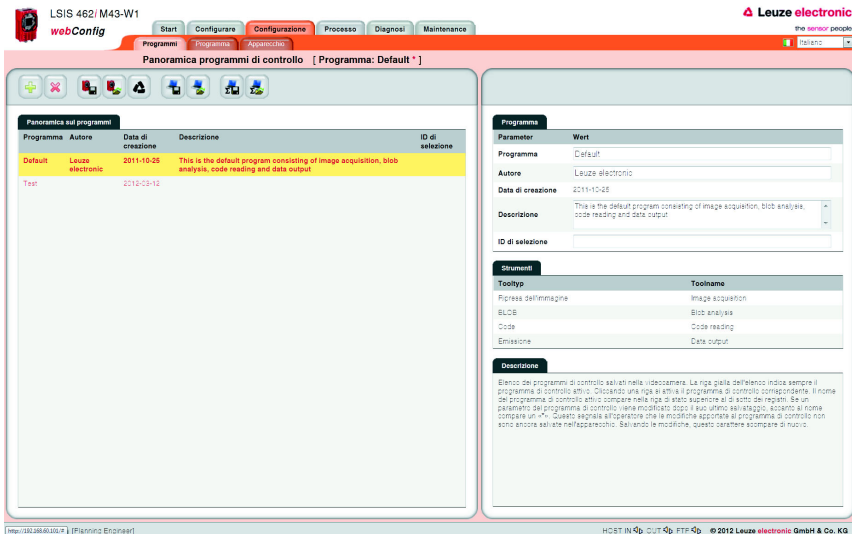 LSIS 462i M43-W1
webConfig
Start Configurare Configurazione Processo Diagnosi Maintenance
Leuze electronic
the sensor people
Programmi Programma Apparecchio
Italiano
Panoramica programmi di controllo [ Programma: Default * ]
Panoramica sui programmi
Programma Autore Data di creazione Descrizione ID di selezione
Default Leuze electronic 2011-10-25 This is the default program consisting of image acquisition, blob analysis, code reading and data output
Test 2012-03-12
Programma
Parameter Wert
Programma Default
Autore Leuze electronic
Data di creazione 2011-10-25
Descrizione This is the default program consisting of image acquisition, blob analysis,
code reading and data output
ID di selezione
Strumenti
Tooltyp Toolname
Ripresa dell'immagine Image acquisition
BLOB Blob analysis
Code Code reading
Emissione Data output
Descrizione
Elenco dei programmi di controllo salvati nella videocamera. La riga gialla dell'elenco indica sempre il
programma di controllo attivo. Cliccando una riga si attiva il programma di controllo corrispondente. Il nome
del programma di controllo attivo compare nella riga di stato superiore al di sotto dei registri. Se un
parametro del programma di controllo viene modificato dopo il suo ultimo salvataggio, accanto al nome
compare un »*«. Questo segnala all'operatore che le modifiche apportate al programma di controllo non
sono ancora salvate nell'apparecchio. Salvando le modifiche, questo carattere scompare di nuovo.
http://192.168.60.101/# [Planning Engineer]
HOST IN OUT FTP © 2012 Leuze electronic GmbH & Co. KG